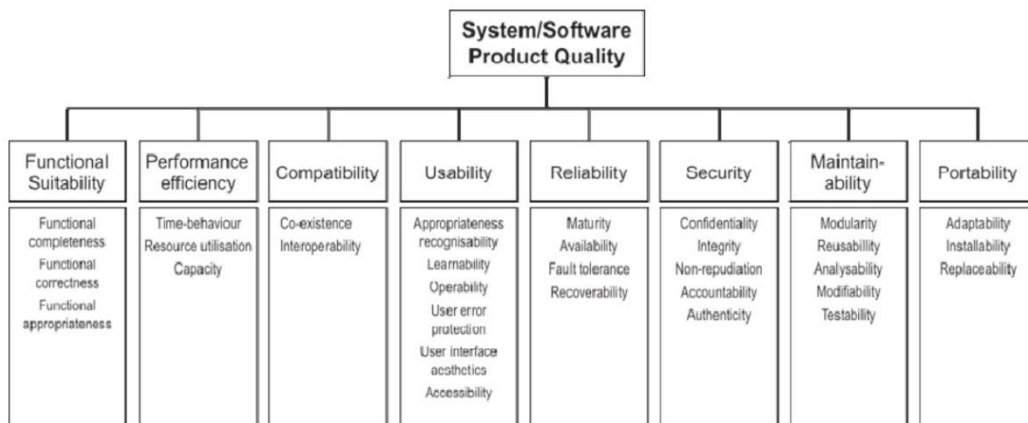 System/Software
Product Quality
Functional
Suitability
Functional
completeness
Functional
correctness
Functional
appropriateness
Performance
efficiency
Time-behaviour
Resource utilisation
Capacity
Compatibility
Co-existence
Interoperability
Usability
Appropriateness
recognisability
Learnability
Operability
User error
protection
User interface
aesthetics
Accessibility
Reliability
Maturity
Availability
Fault tolerance
Recoverability
Security
Confidentiality
Integrity
Non-repudiation
Accountability
Authenticity
Maintain-
ability
Modularity
Reusabillity
Analysability
Modifiability
Testability
Portability
Adaptability
Installability
Replaceability